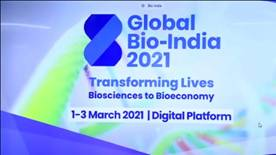 Bio-India
Global
Bio-India
2021
Transforming Lives
Biosciences to Bioeconomy
1-3 March 2021 | Digital Platform